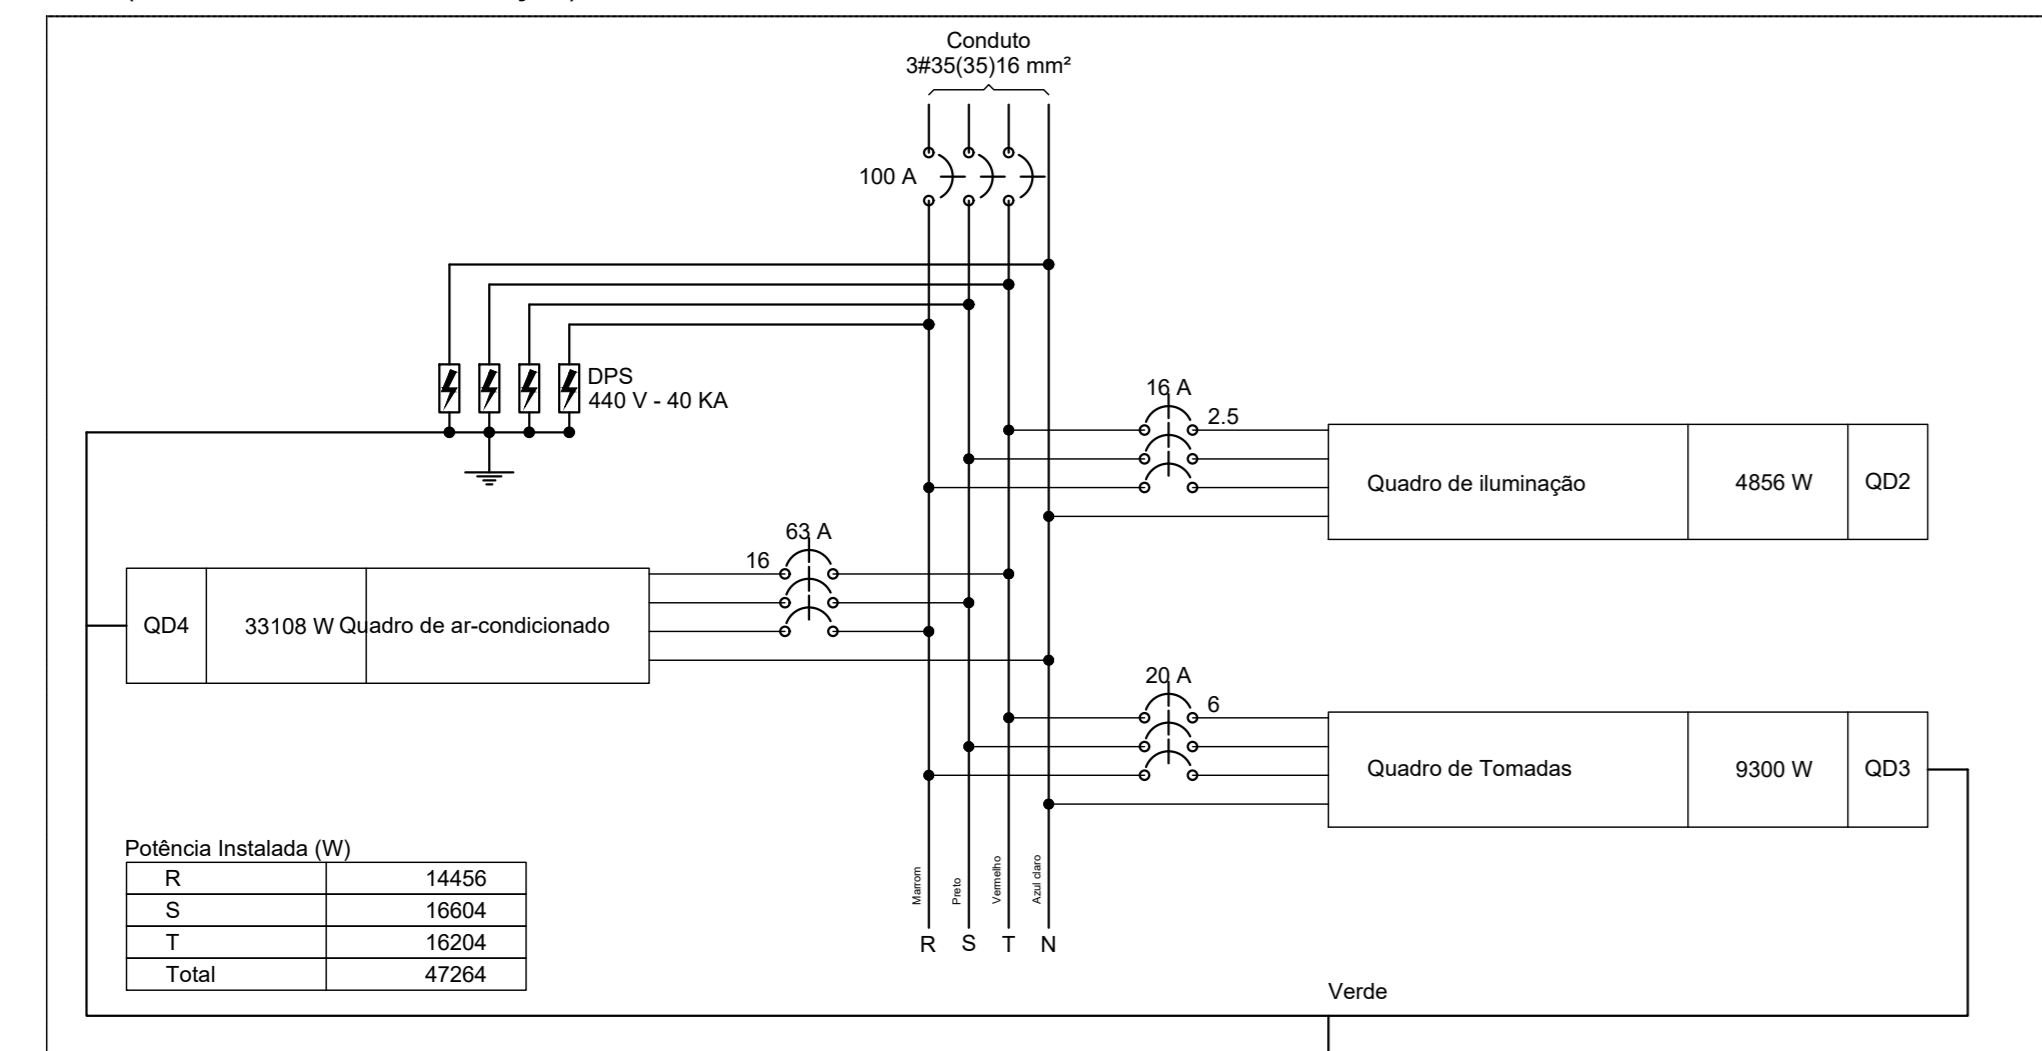 Conduto
3#35(35)16 mm²
100 A
DPS
440 V - 40 KA
16 A
2.5
Quadro de iluminação
4856 W
QD2
63 A
16
QD4
33108 W
Quadro de ar-condicionado
20 A
6
Quadro de Tomadas
9300 W
QD3
Potência Instalada (W)
R 14456
S 16604
T 16204
Total 47264
Marrom
Preto
Vermelho
Azul claro
R S T N
Verde